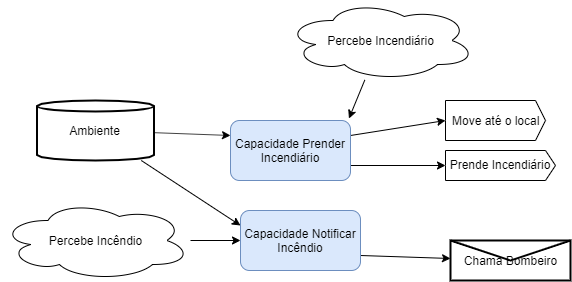 Percebe Incendiário
Ambiente
Move até o local
Capacidade Prender
Incendiário
Prende Incendiário
Capacidade Notificar
Incêndio
Percebe Incêndio
Chama Bombeiro